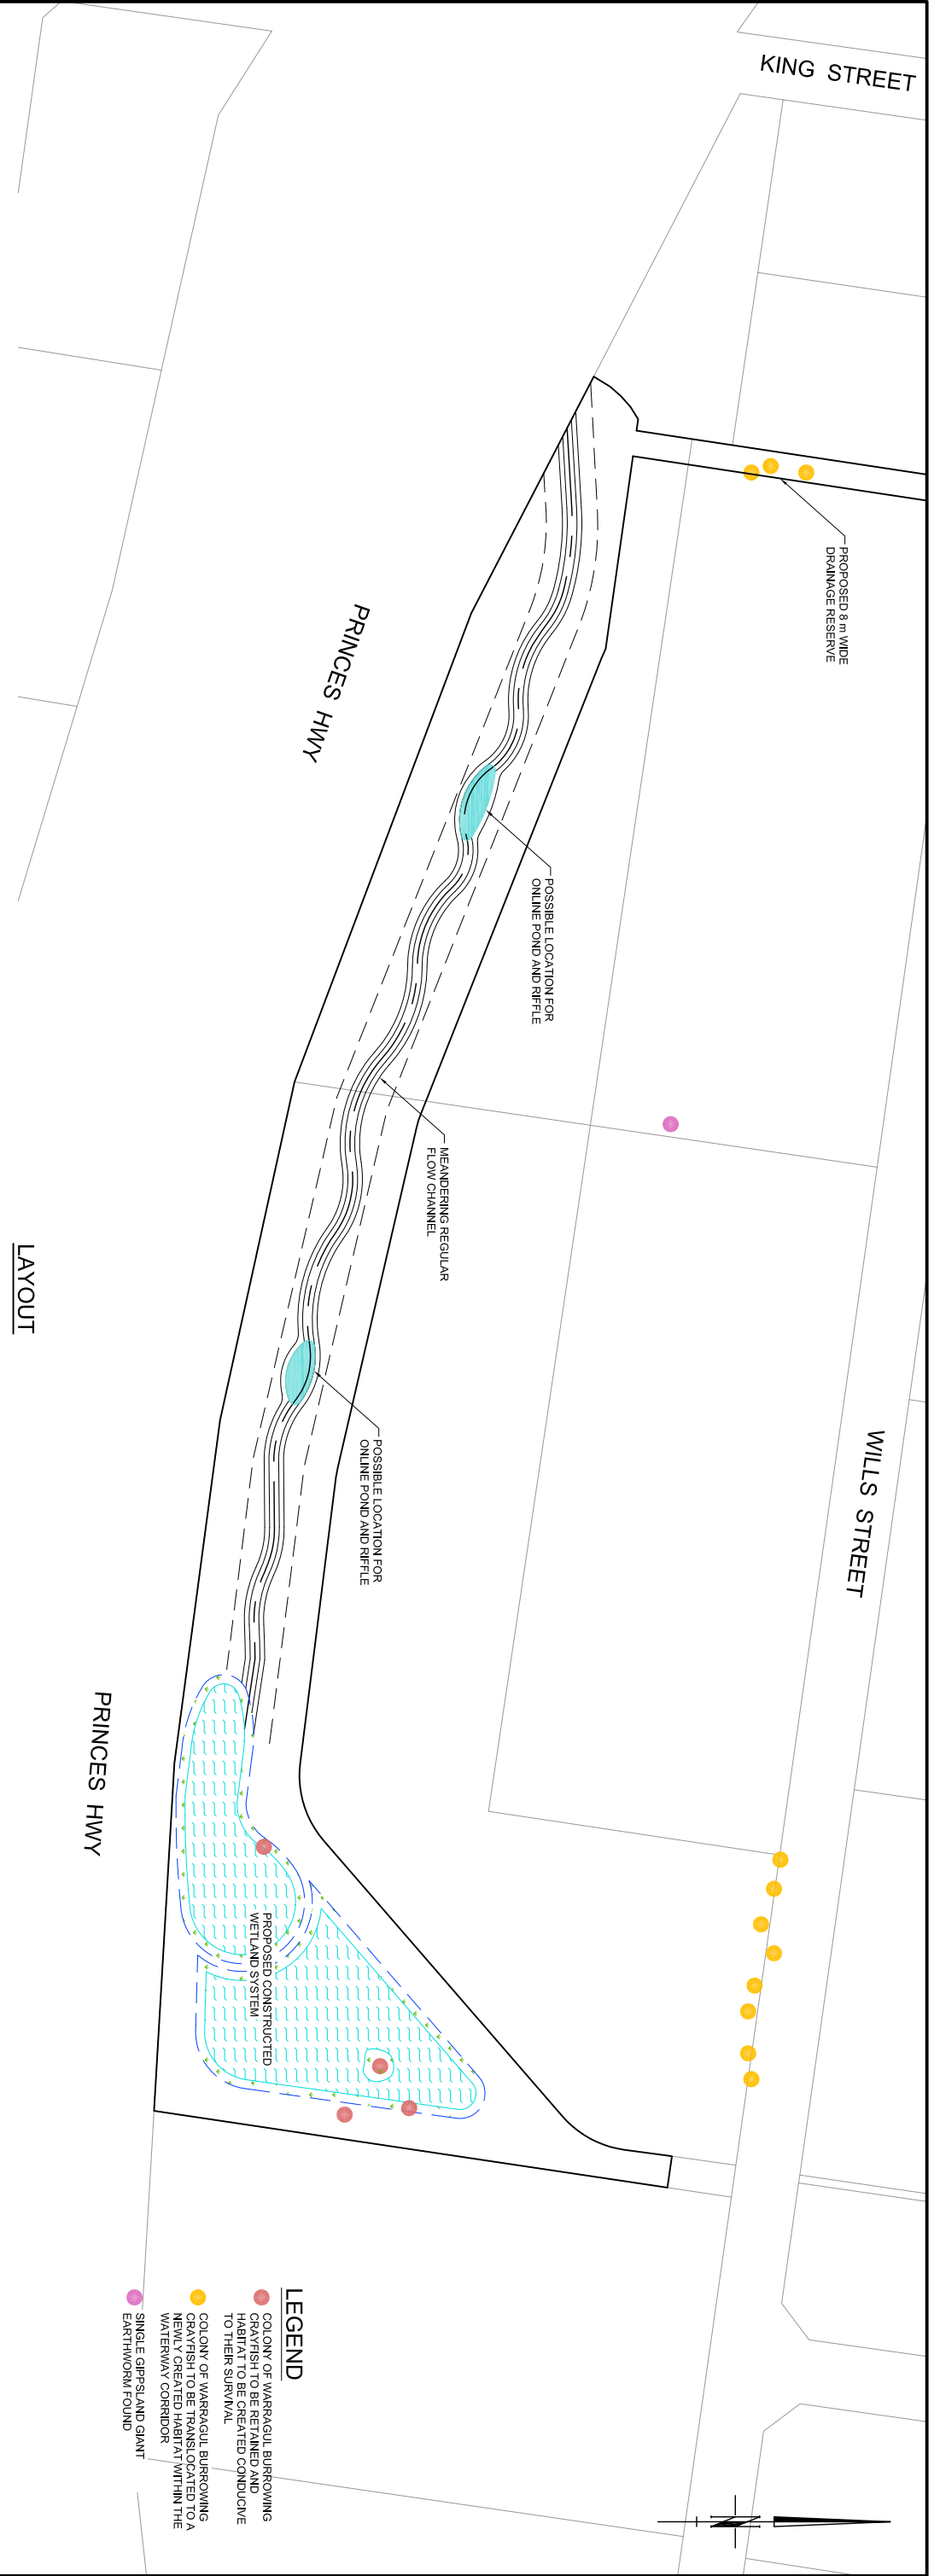 KING STREET
PROPOSED 8 m WIDE
DRAINAGE RESERVE
PRINCES HWY
POSSIBLE LOCATION FOR
ONLINE POND AND RIFFLE
MEANDERING REGULAR
FLOW CHANNEL
WILLS STREET
POSSIBLE LOCATION FOR
ONLINE POND AND RIFFLE
LAYOUT
PRINCES HWY
PROPOSED CONSTRUCTED
WETLAND SYSTEM
LEGEND
COLONY OF WARRAGUL BURROWING
CRAYFISH TO BE RETAINED AND
HABITAT TO BE CREATED CONDUCIVE
TO THEIR SURVIVAL
COLONY OF WARRAGUL BURROWING
CRAYFISH TO BE TRANSLOCATED TO A
NEWLY CREATED HABITAT WITHIN THE
WATERWAY CORRIDOR
SINGLE GIPPSLAND GIANT
EARTHWORM FOUND
N